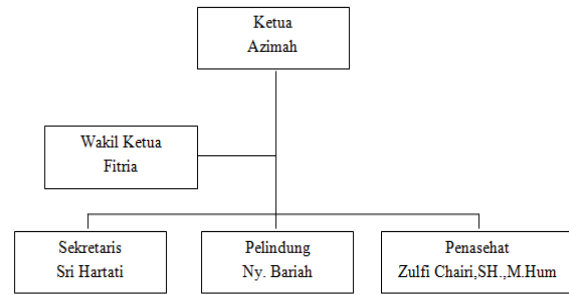 Ketua
Azimah
Wakil Ketua
Fitria
Sekretaris
Sri Hartati
Pelindung
Ny. Bariah
Penasehat
Zulfi Chairi,SH.,M.Hum